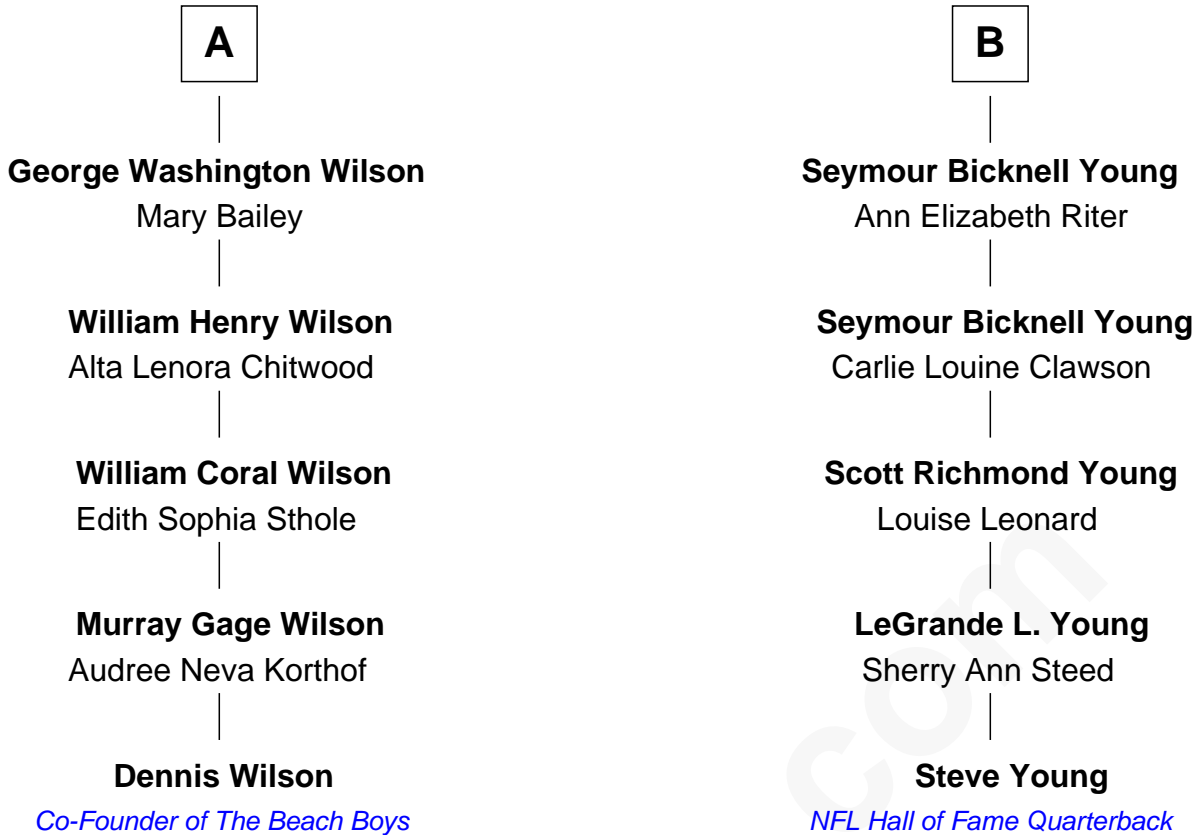 A
George Washington Wilson
Mary Bailey
William Henry Wilson
Alta Lenora Chitwood
William Coral Wilson
Edith Sophia Sthole
Murray Gage Wilson
Audree Neva Korthof
Dennis Wilson
Co-Founder of The Beach Boys
B
Seymour Bicknell Young
Ann Elizabeth Riter
Seymour Bicknell Young
Carlie Louine Clawson
Scott Richmond Young
Louise Leonard
LeGrande L. Young
Sherry Ann Steed
Steve Young
NFL Hall of Fame Quarterback
com